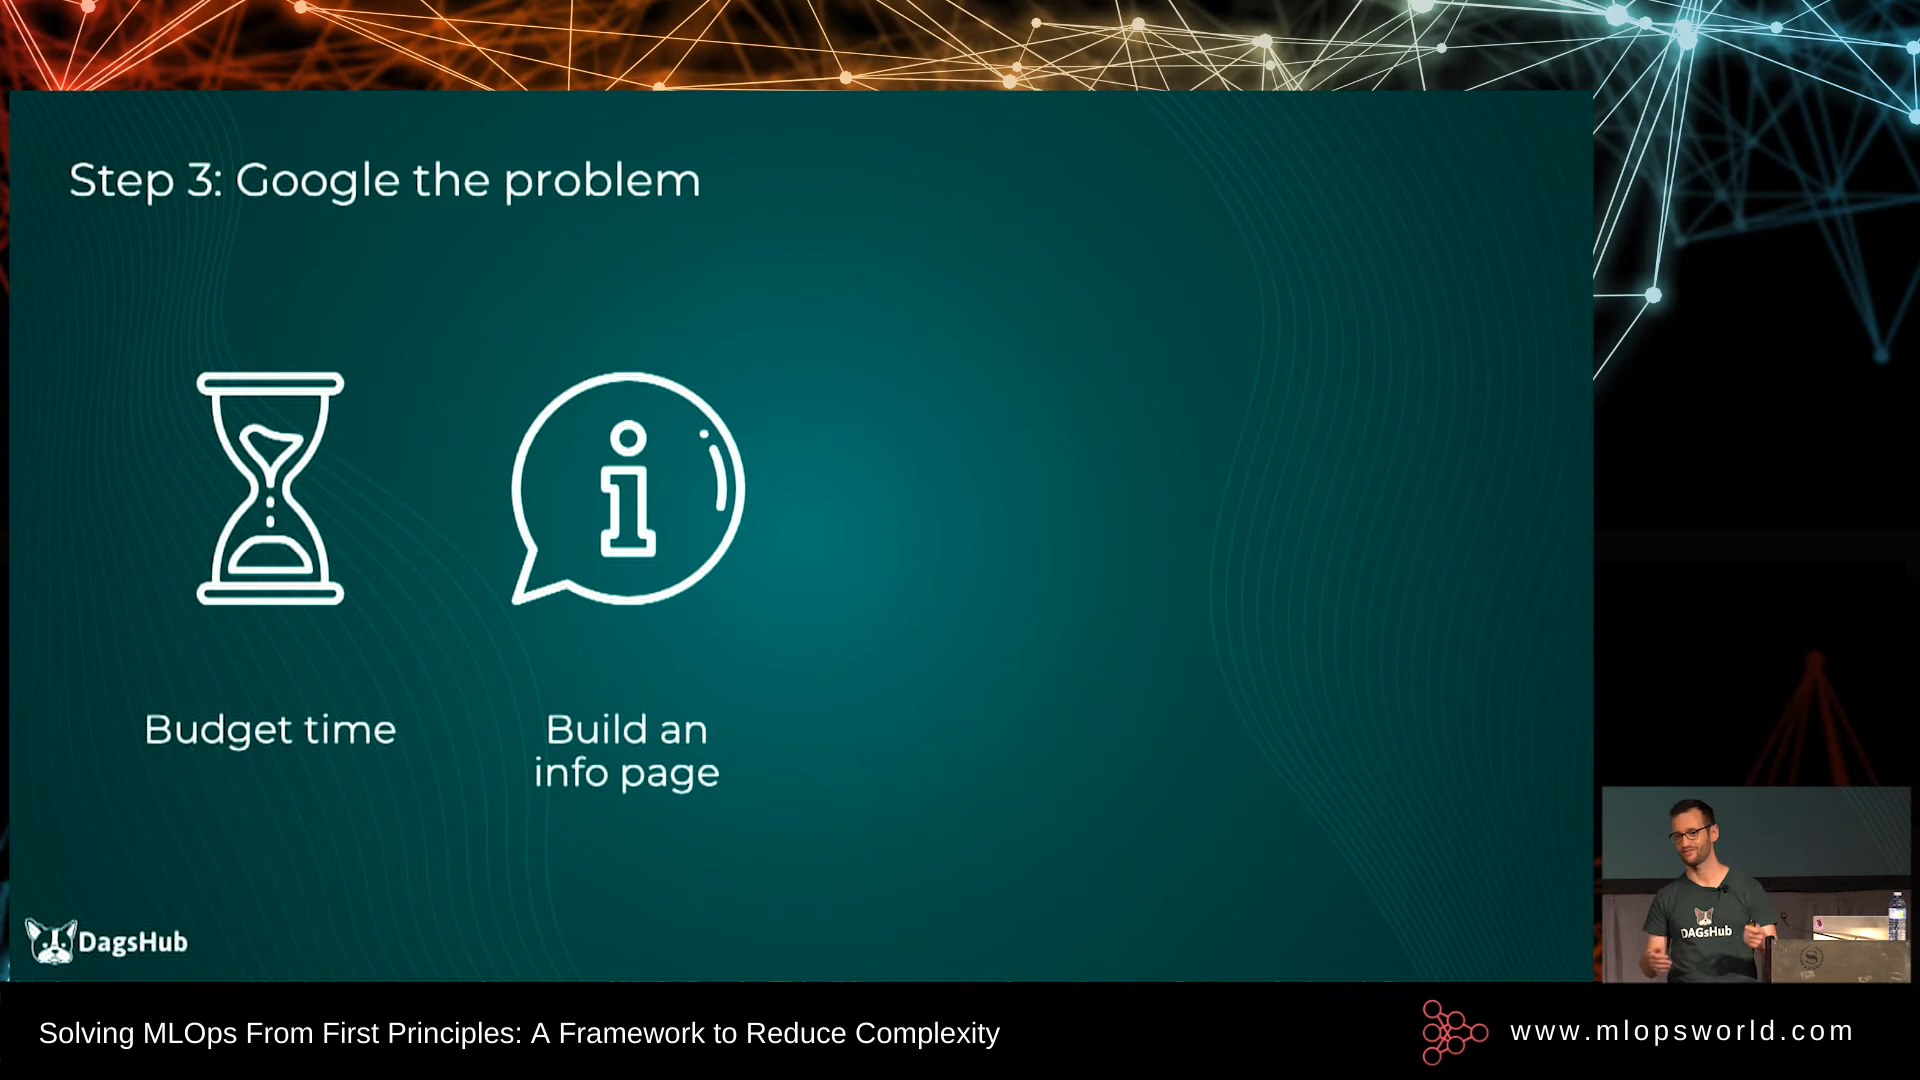 Step 3: Google the problem
Budget time
Build an
info page
DagsHub
DAGsHub
Solving MLOps From First Principles: A Framework to Reduce Complexity
www.mlopsworld.com